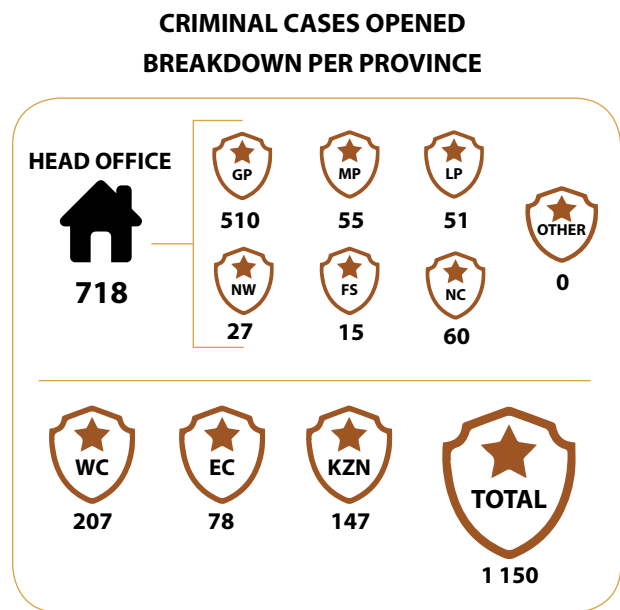 CRIMINAL CASES OPENED
BREAKDOWN PER PROVINCE
HEAD OFFICE
718
GP
510
MP
55
LP
51
OTHER
0
NW
27
FS
15
NC
60
WC
207
EC
78
KZN
147
TOTAL
1 150